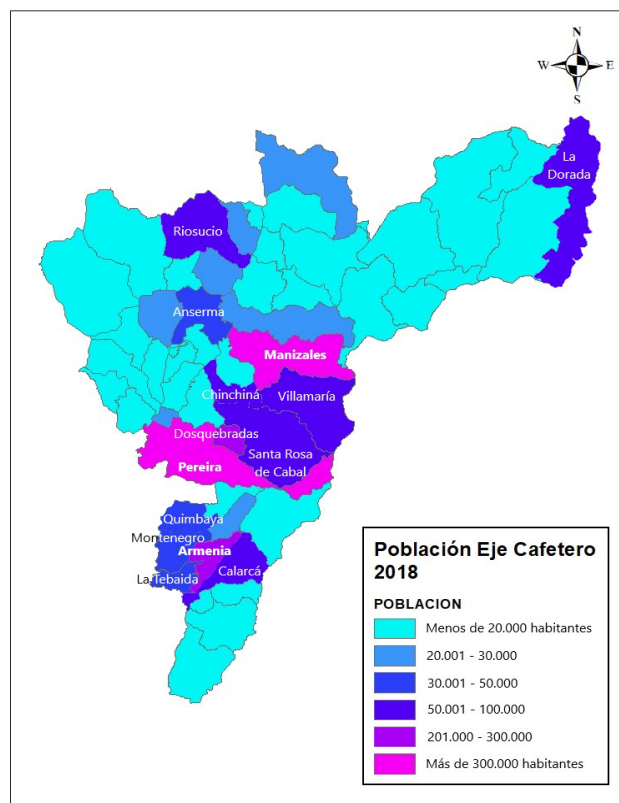 N
W
E
S
La
Dorada
Riosucio
Anserma
Manizales
Chinchiná
Villamaría
Dosquebradas
Santa Rosa
de Cabal
Pereira
Quimbaya
Montenegro
Armenia
La Tebaida
Calarcá
Población Eje Cafetero
2018
POBLACION
Menos de 20.000 habitantes
20.001 - 30.000
30.001 - 50.000
50.001 - 100.000
201.000 - 300.000
Más de 300.000 habitantes